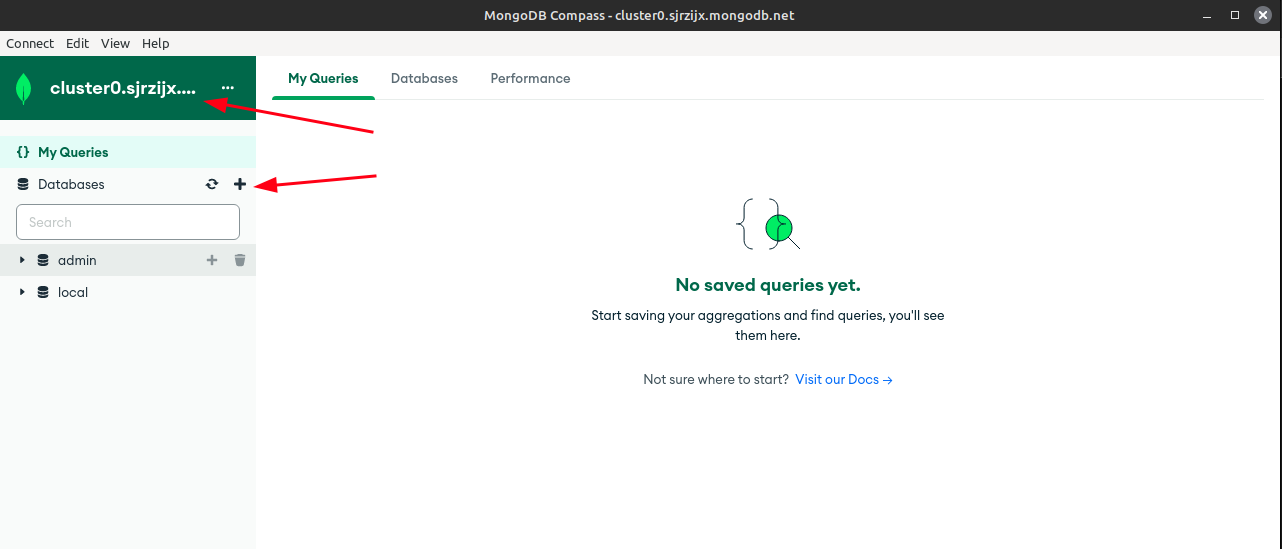 MongoDB Compass - cluster0.sjrzijx.mongodb.net
Connect Edit View Help
cluster0.sjrzijx.... ...
My Queries Databases Performance
{} My Queries
Databases
Search
admin
local
No saved queries yet.
Start saving your aggregations and find queries, you'll see
them here.
Not sure where to start? Visit our Docs →